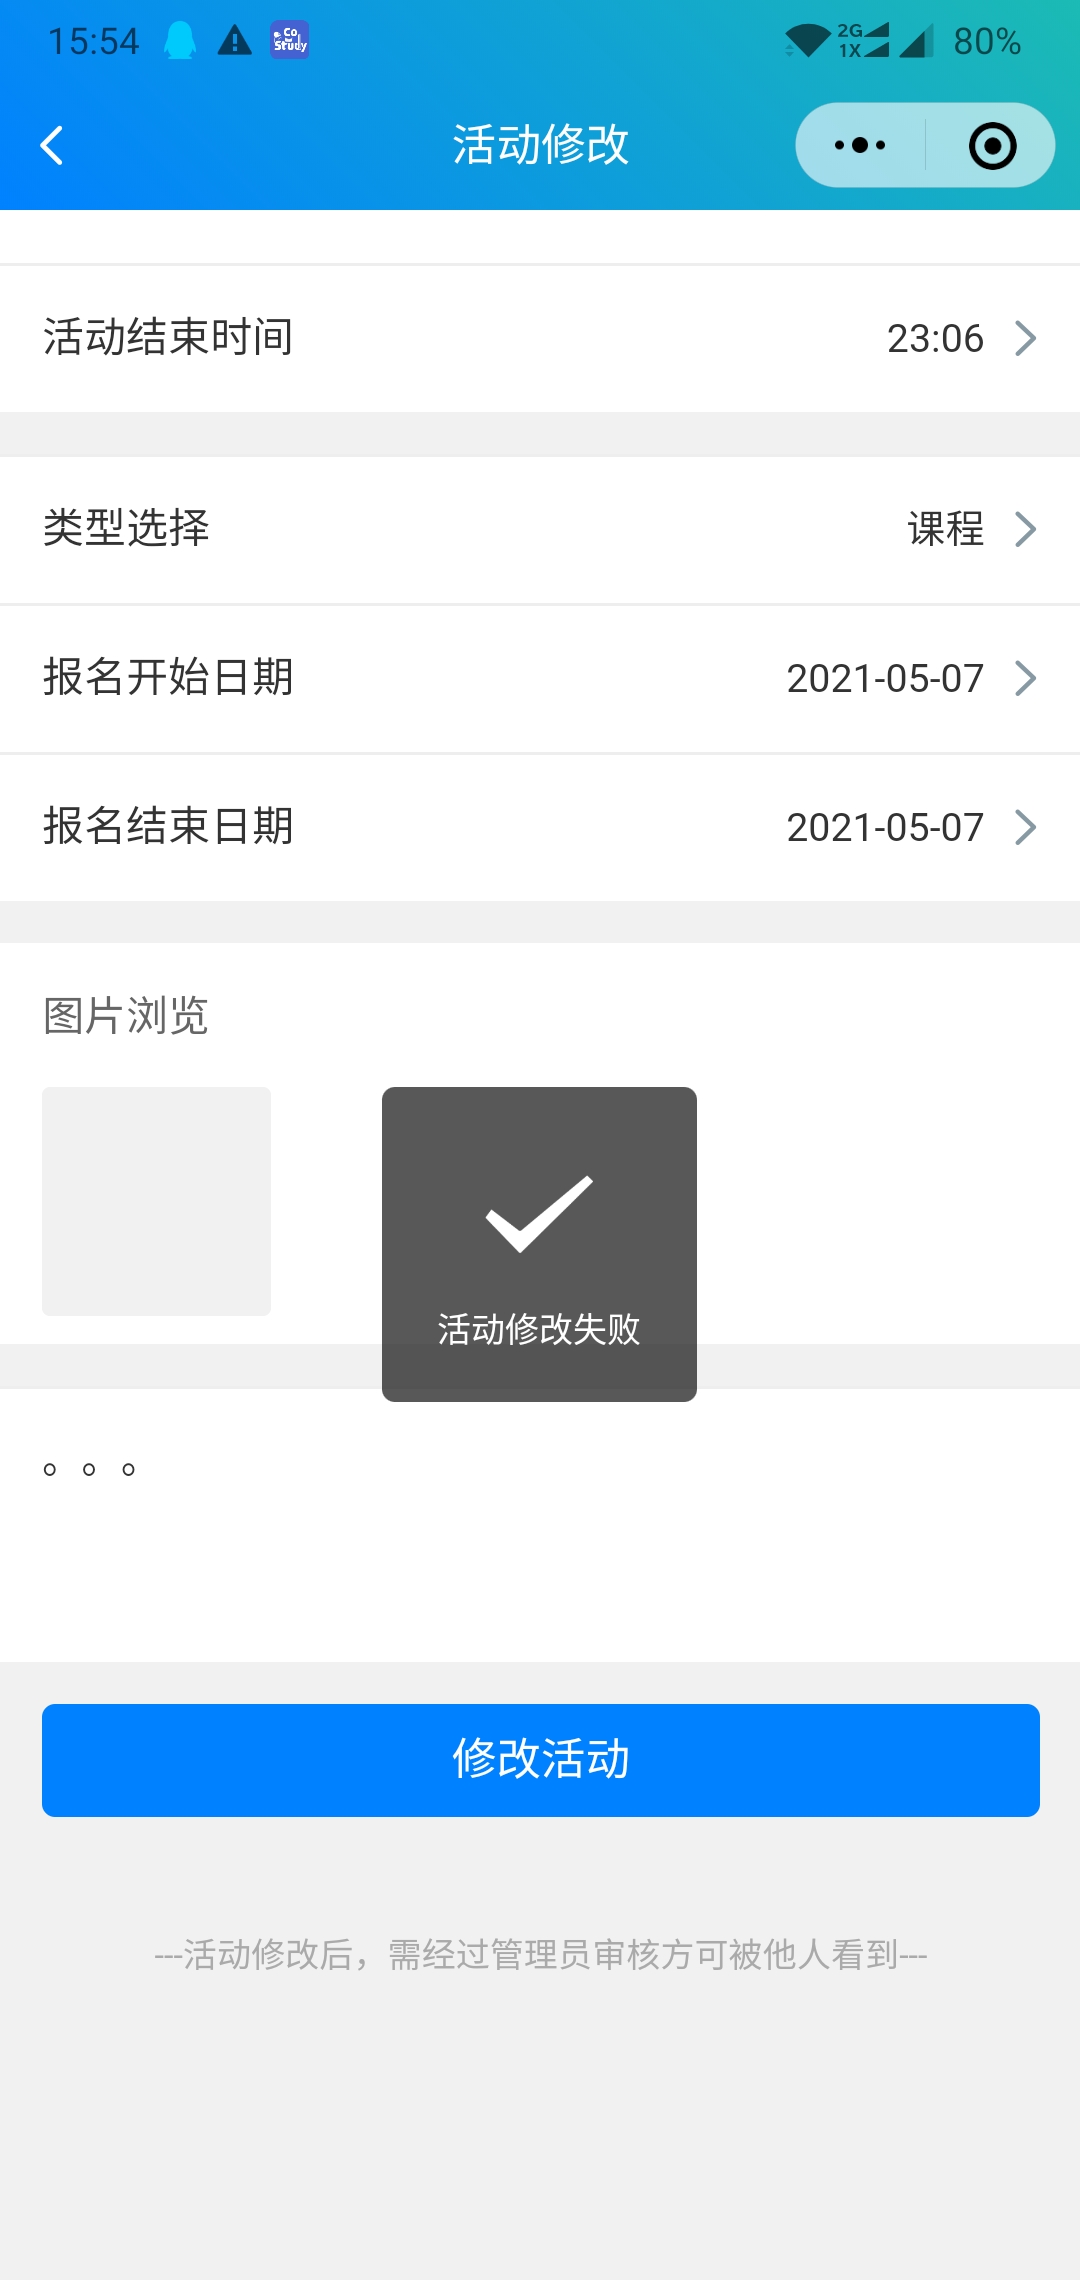 15:54
Co
Study
2G
1X
80%
活动修改
活动结束时间
23:06
类型选择
课程
报名开始日期
2021-05-07
报名结束日期
2021-05-07
图片浏览
活动修改失败
。。。
修改活动
---活动修改后，需经过管理员审核方可被他人看到---